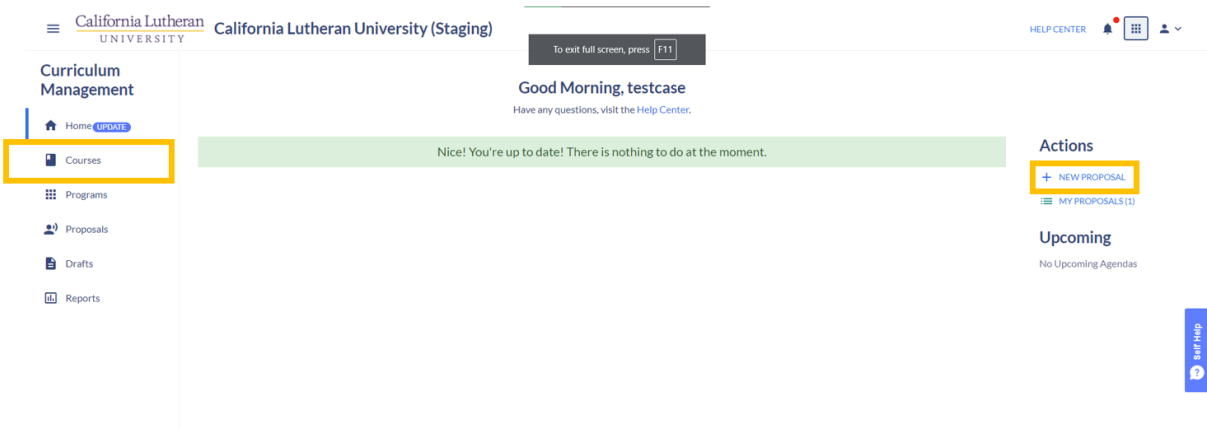 California Lutheran
UNIVERSITY
California Lutheran University (Staging)
To exit full screen, press F11
HELP CENTER
Curriculum
Management
Home UPDATE
Courses
Programs
Proposals
Drafts
Reports
Good Morning, testcase
Have any questions, visit the Help Center.
Nice! You're up to date! There is nothing to do at the moment.
Actions
+ NEW PROPOSAL
MY PROPOSALS (1)
Upcoming
No Upcoming Agendas
Self Help
?